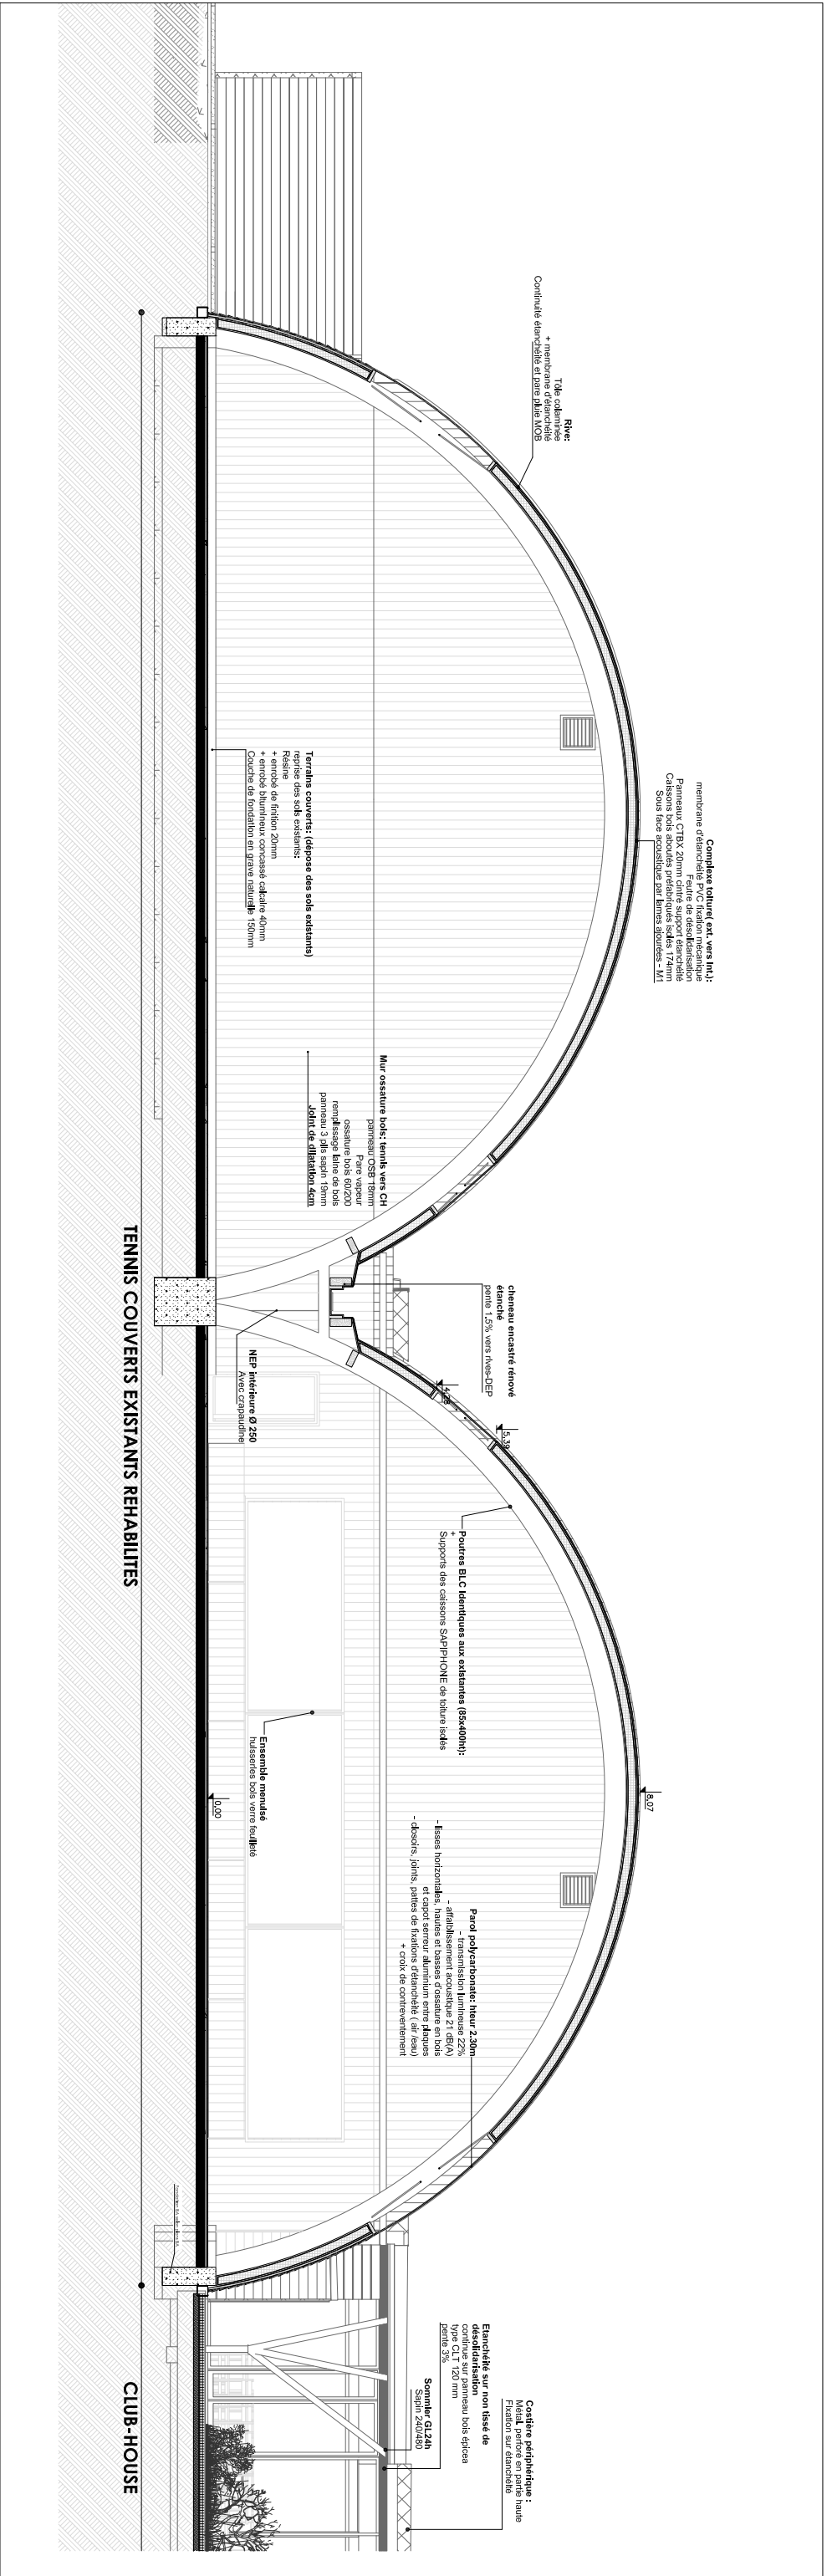 Rive:
Tôle colaminée
+ membrane d'étanchéité
Continuité étanchéité et pare pluie MOB
Complexe toiture( ext. vers int.):
membrane d'étanchéité PVC fixation mécanique
Feutre de désolidarisation
Panneaux CTBX 20mm cintré support étanchéité
Caissons bois aboutés préfabriqués isolés 174mm
Sous face acoustique par lames ajourées - M1
Terrains couverts: (dépose des sols existants)
reprise des sols existants:
Résine
+ enrobé de finition 20mm
+ enrobé bitumineux concassé calcaire 40mm
Couche de fondation en grave naturelle 150mm
Mur ossature bois: tennis vers CH
panneau OSB 18mm
Pare vapeur
ossature bois 60/200
remplissage laine de bois
panneau 3 plis sapin 19mm
Joint de dilatation 4cm
cheneau encastré rénové
étanché
pente 1,5% vers rives-DEP
NEP intérieure Ø 250
Avec crapaudine
5,39
Poutres BLC identiques aux existantes (85x400ht):
+
Supports des caissons SAPIPHONE de toiture isolés
Ensemble menuisé
huisseries bois verre feuilleté
0,00
8,07
Paroi polycarbonate: hteur 2.30m
- transmission lumineuse 22%
- affaiblissement acoustique 21 dB(A)
- lisses horizontales, hautes et basses d'ossature en bois
et capot serreur aluminium entre plaques
- closoirs, joints, pattes de fixations d'étanchéité ( air /eau)
+ croix de contreventement
Costière périphérique :
Métal perforé en partie haute
Fixation sur étanchéité
Etanchéité sur non tissé de
désolidarisation
continue sur panneau bois épicea
type CLT 120 mm
pente 3%
Sommier GL24h
Sapin 240/480
TENNIS COUVERTS EXISTANTS REHABILITES
CLUB-HOUSE